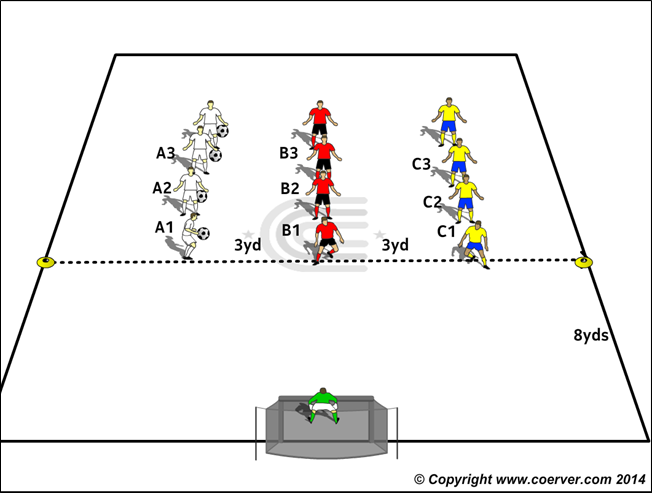 A3 B3 C3
A2 B2 C2
A1 3yd B1 3yd C1
8yds
© Copyright www.coerver.com 2014